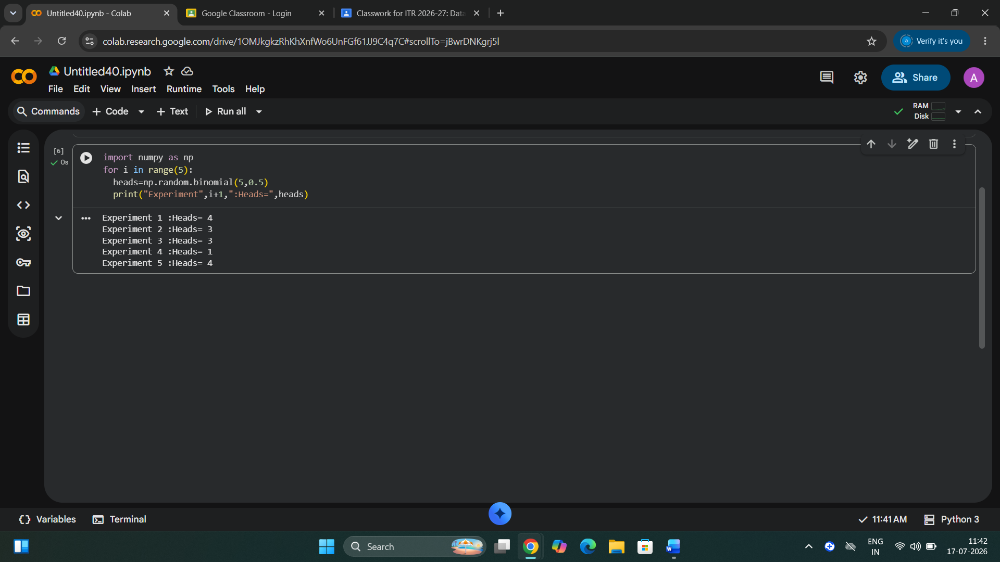 Untitled40.ipynb - Colab
Google Classroom - Login
Classwork for ITR 2026-27: Data
colab.research.google.com/drive/1OMJkgkzRhKhXnfWo6UnFGf61JJ9C4q7C#scrollTo=jBwrDNKgrj5l
a
Verify it's you
Untitled40.ipynb
File Edit View Insert Runtime Tools Help
Share
A
Commands + Code + Text Run all
RAM
Disk
[6]
0s
import numpy as np
for i in range(5):
heads=np.random.binomial(5,0.5)
print("Experiment",i+1,":Heads=",heads)
Experiment 1 :Heads= 4
Experiment 2 :Heads= 3
Experiment 3 :Heads= 3
Experiment 4 :Heads= 1
Experiment 5 :Heads= 4
{} Variables Terminal
11:41 AM Python 3
Search
W
ENG
IN
11:42
17-07-2026